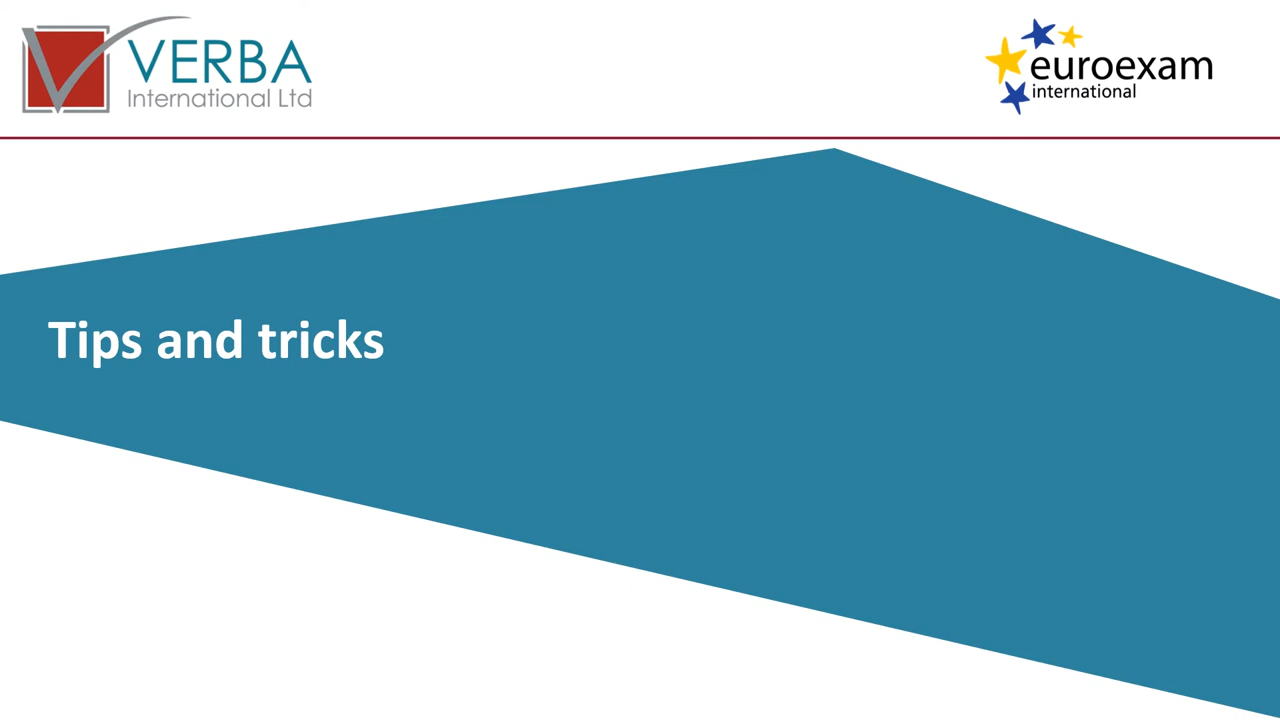 VERBA
International Ltd
euroexam
international
Tips and tricks